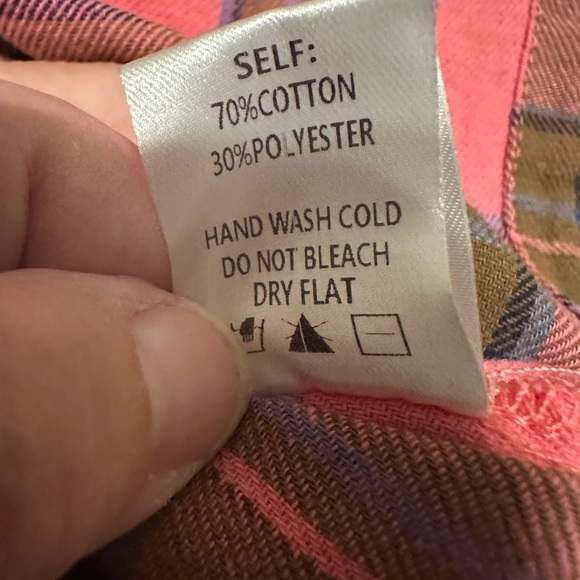 SELF:
70%COTTON
30%POLYESTER
HAND WASH COLD
DO NOT BLEACH
DRY FLAT